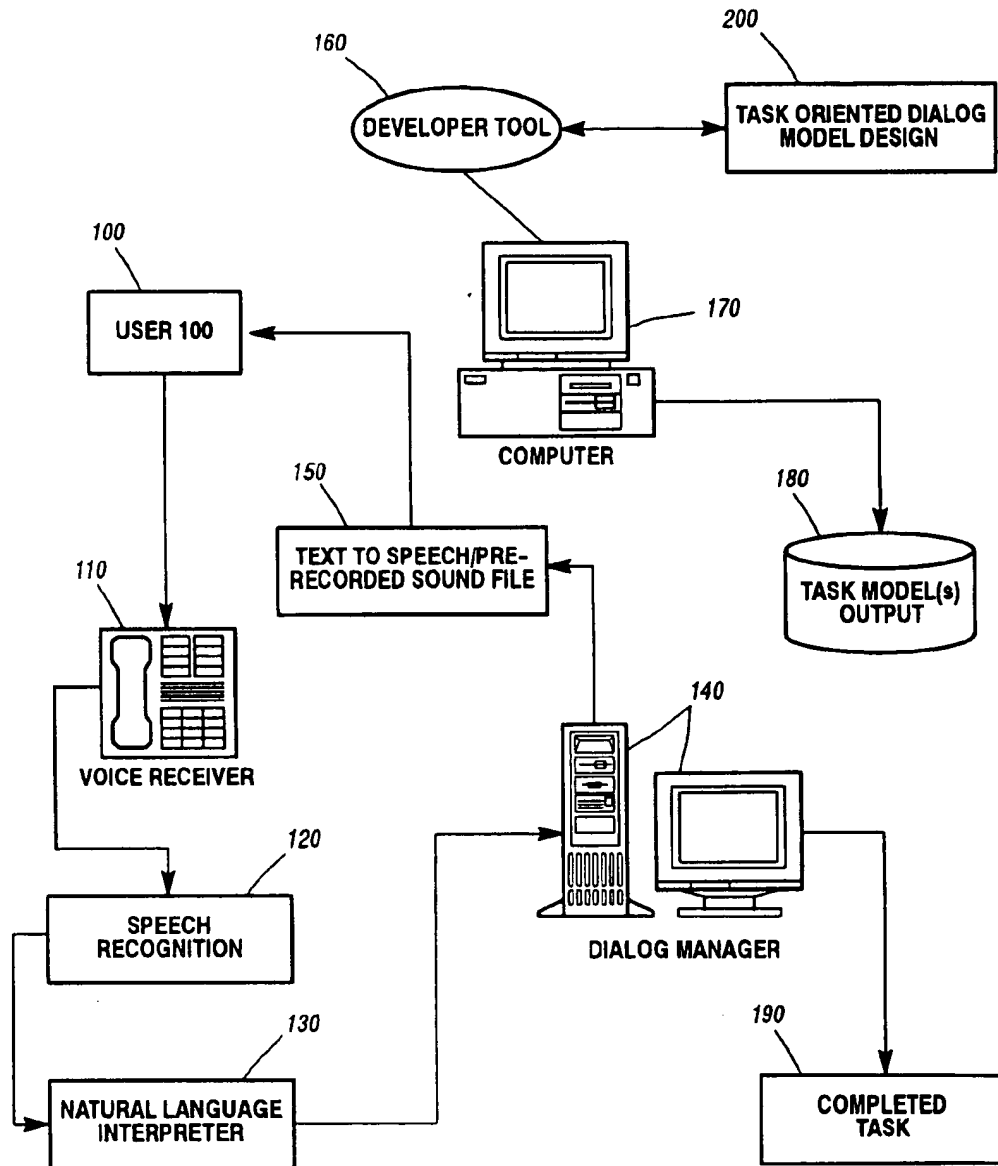 200
160
DEVELOPER TOOL
TASK ORIENTED DIALOG
MODEL DESIGN
100
USER 100
170
COMPUTER
150
TEXT TO SPEECH/PRE-
RECORDED SOUND FILE
180
TASK MODEL(s)
OUTPUT
110
VOICE RECEIVER
140
DIALOG MANAGER
120
SPEECH
RECOGNITION
130
NATURAL LANGUAGE
INTERPRETER
190
COMPLETED
TASK